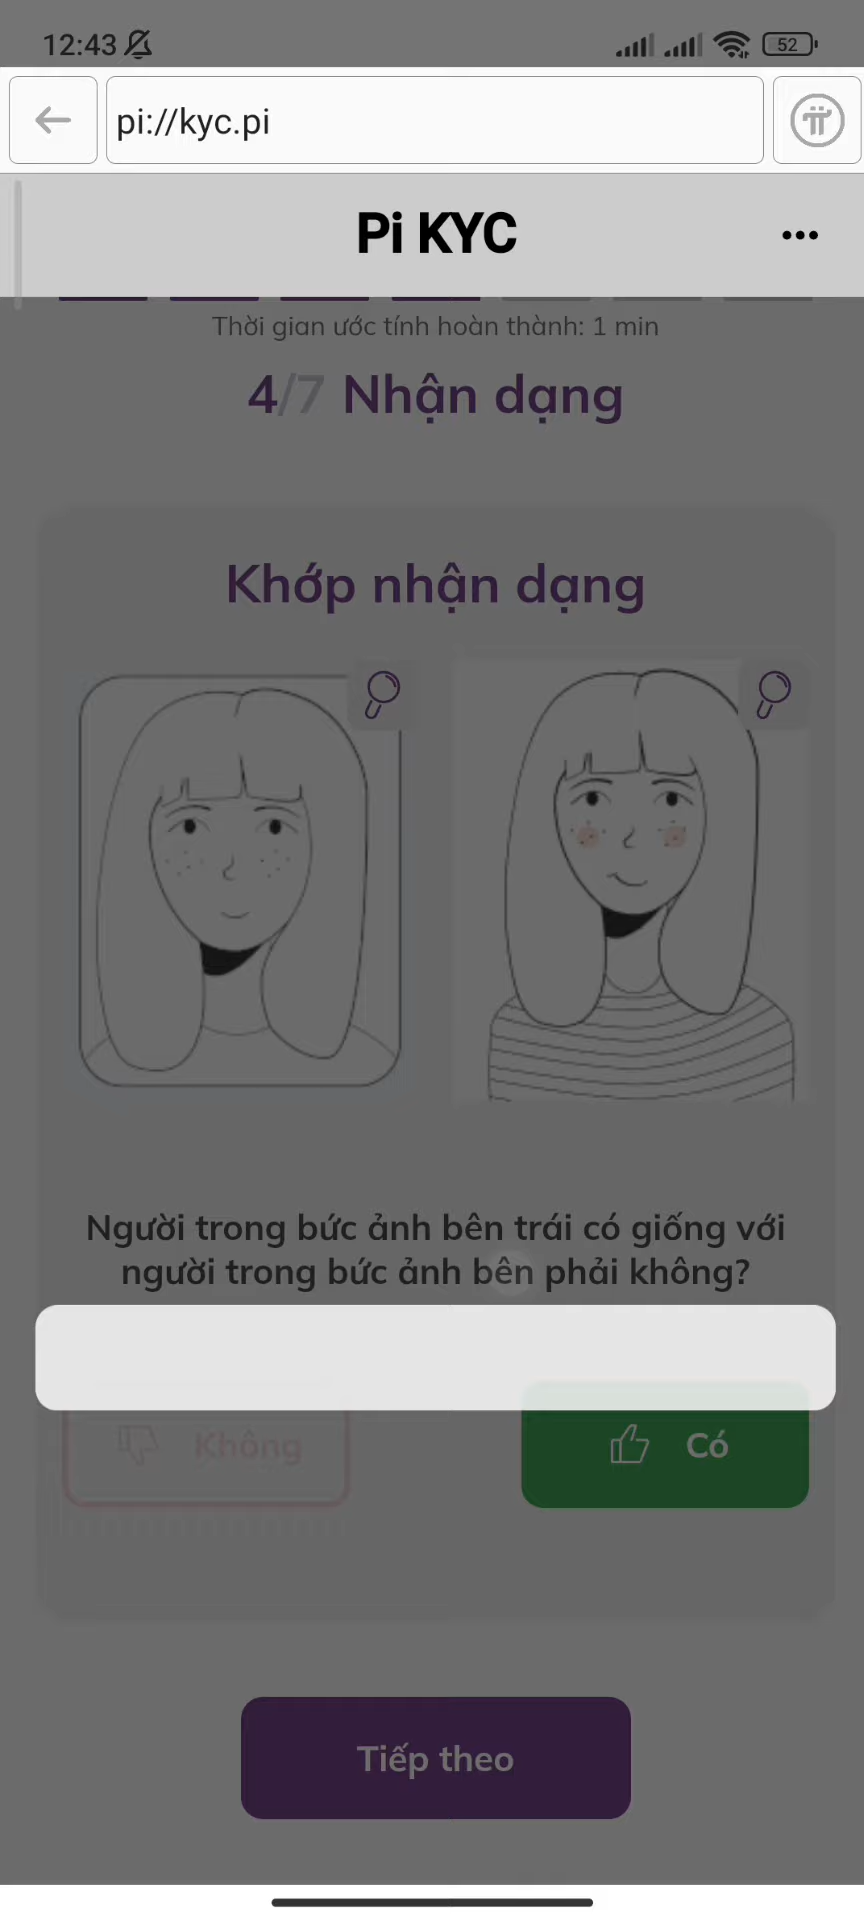 12:43
52
pi://kyc.pi
Pi KYC
Thời gian ước tính hoàn thành: 1 min
4/7 Nhận dạng
Khớp nhận dạng
Người trong bức ảnh bên trái có giống với
người trong bức ảnh bên phải không?
Không
Có
Tiếp theo